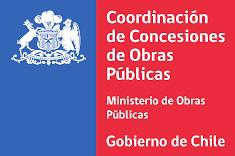 Coordinación
de Concesiones
de Obras
Públicas
Ministerio de Obras
Públicas
Gobierno de Chile